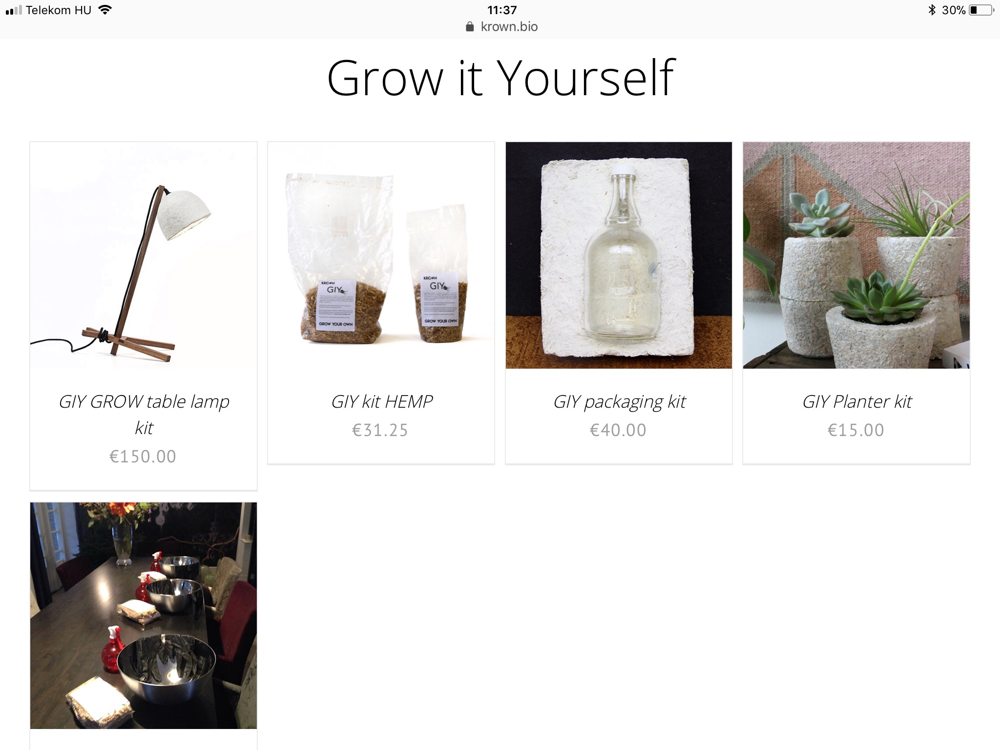 Telekom HU
11:37
30%
krown.bio
Grow it Yourself
KROWN
GIY
GROW YOUR OWN
KROWN
GIY
GROW YOUR OWN
GIY GROW table lamp
kit
€150.00
GIY kit HEMP
€31.25
GIY packaging kit
€40.00
GIY Planter kit
€15.00